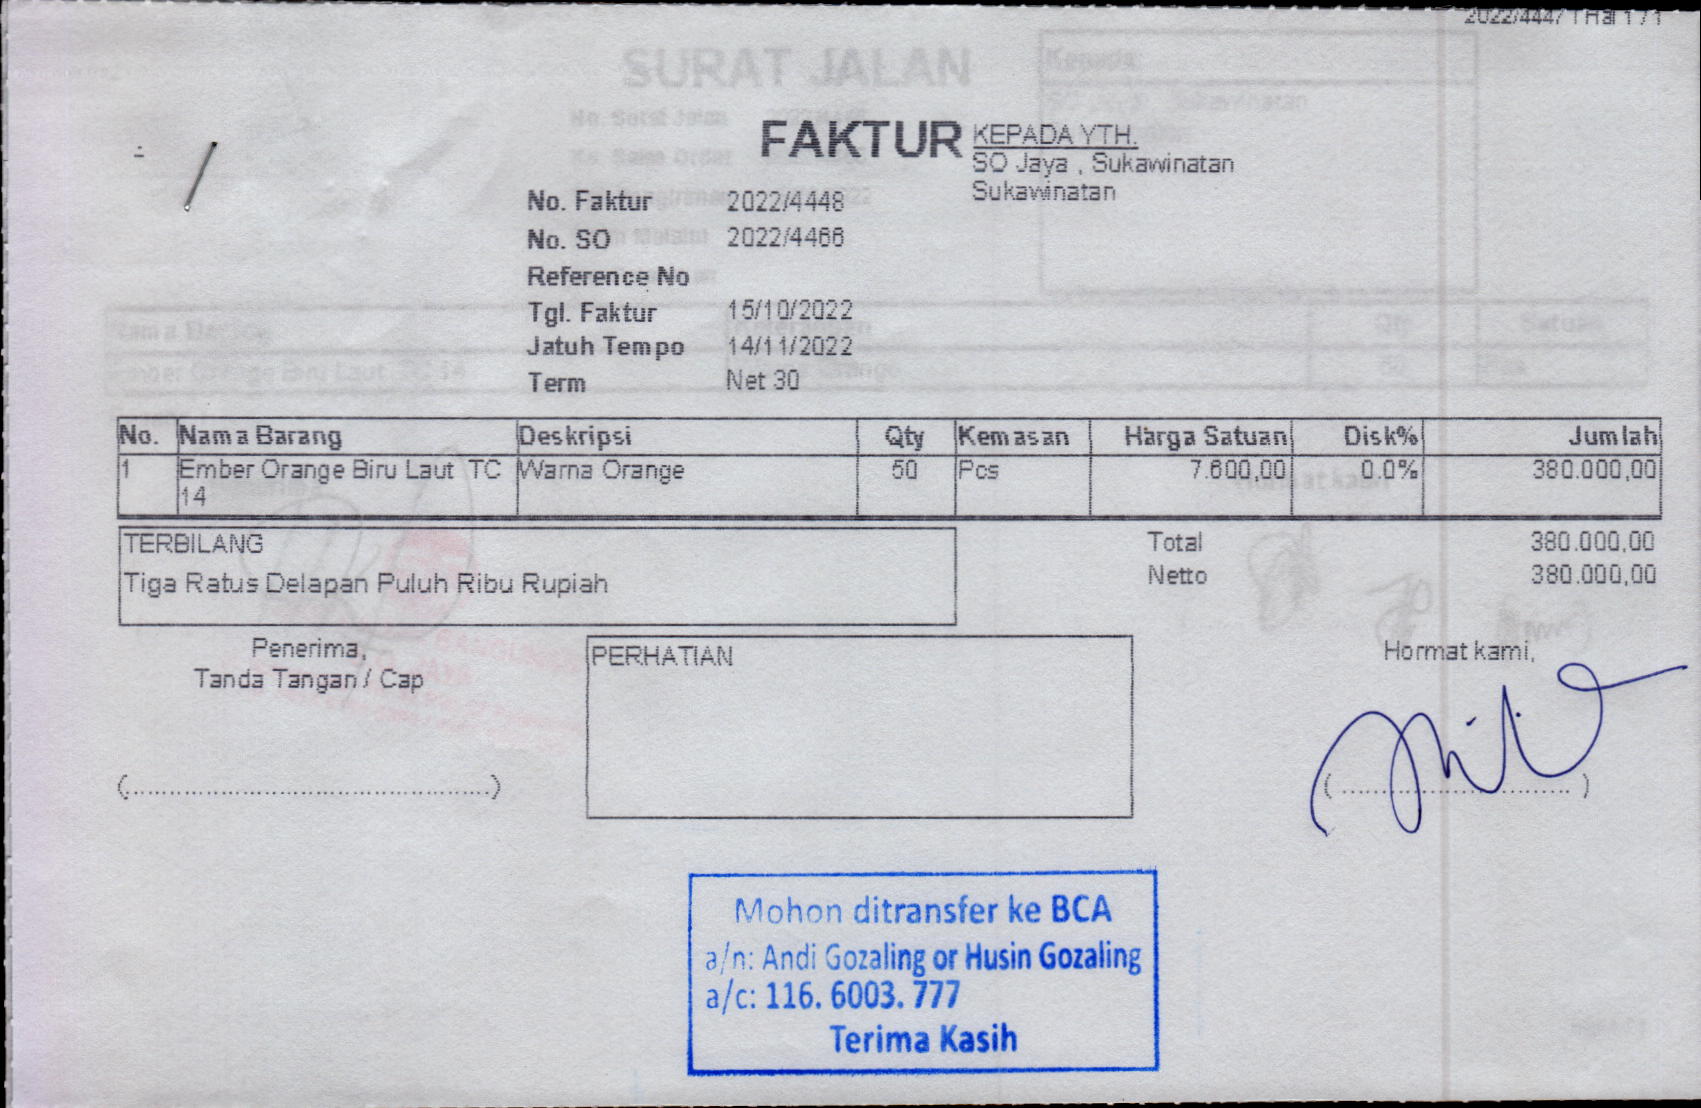 2022/4447 1 Hal 1 / 1
SURAT JALAN
Kepada
FAKTUR
KEPADA YTH.
SO Jaya , Sukawinatan
Sukawinatan
No. Faktur 2022/4448
No. SO 2022/4466
Reference No
Tgl. Faktur 15/10/2022
Jatuh Tempo 14/11/2022
Term Net 30
No. Nama Barang Deskripsi Qty Kemasan Harga Satuan Disk% Jumlah
1 Ember Orange Biru Laut TC Warna Orange 50 Pcs 7.600,00 0.0% 380.000,00
14
TERBILANG
Tiga Ratus Delapan Puluh Ribu Rupiah
Total 380.000,00
Netto 380.000,00
Penerima,
Tanda Tangan / Cap
PERHATIAN
Hormat kami,
Mohon ditransfer ke BCA
a/n: Andi Gozaling or Husin Gozaling
a/c: 116. 6003. 777
Terima Kasih